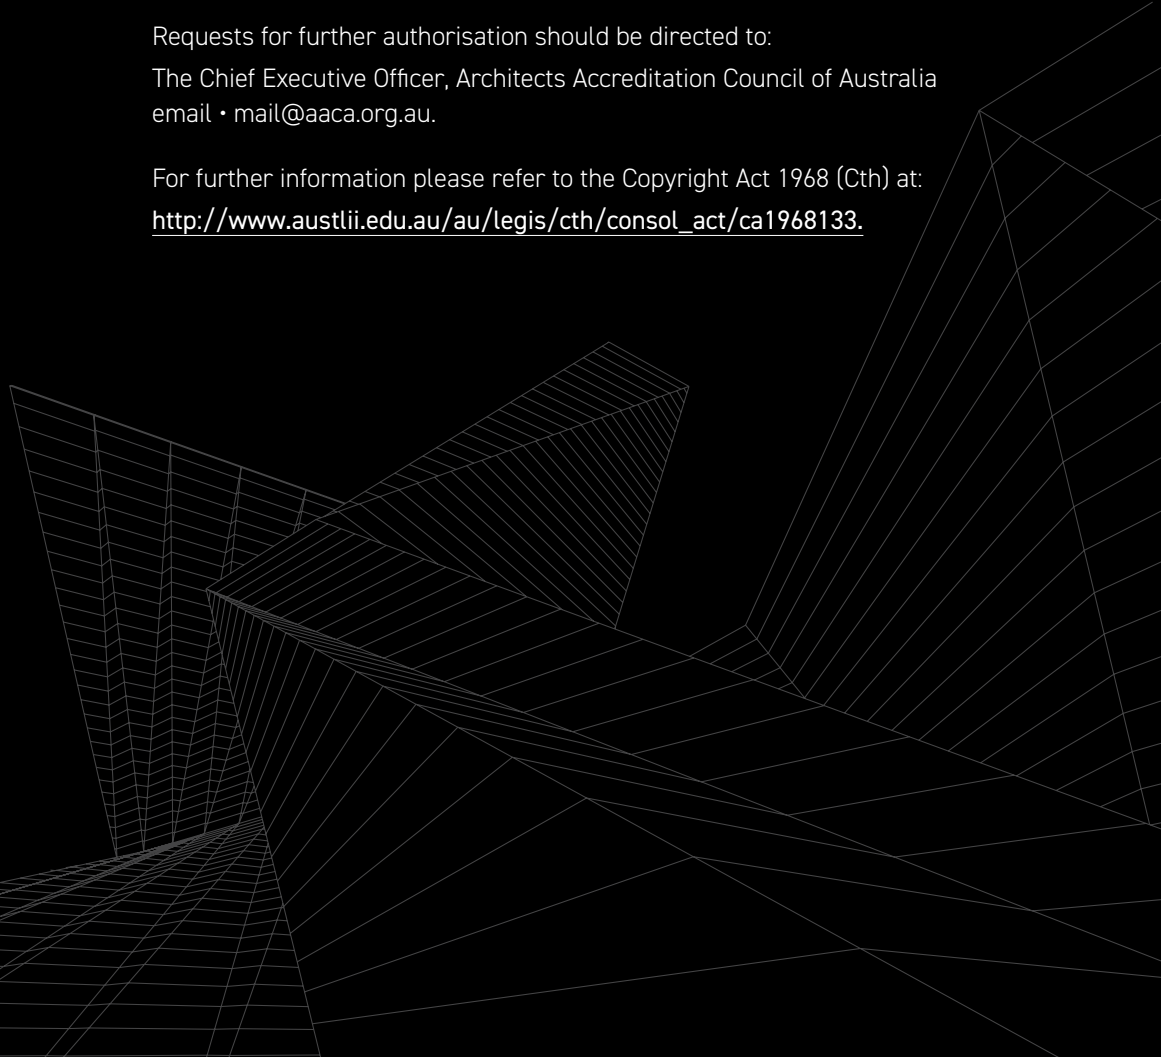 Requests for further authorisation should be directed to:
The Chief Executive Officer, Architects Accreditation Council of Australia
email • mail@aaca.org.au.
For further information please refer to the Copyright Act 1968 (Cth) at:
http://www.austlii.edu.au/au/legis/cth/consol_act/ca1968133.